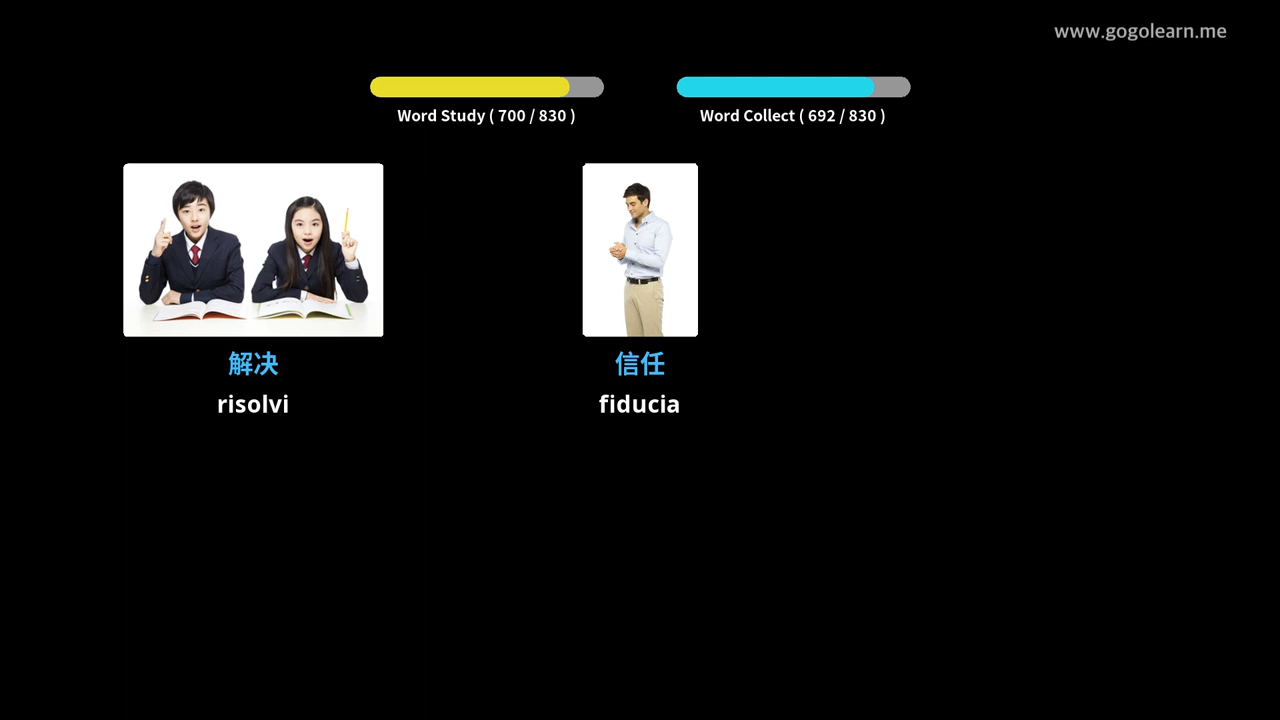 www.gogolearn.me
Word Study ( 700 / 830 )
Word Collect ( 692 / 830 )
解决
信任
risolvi
fiducia